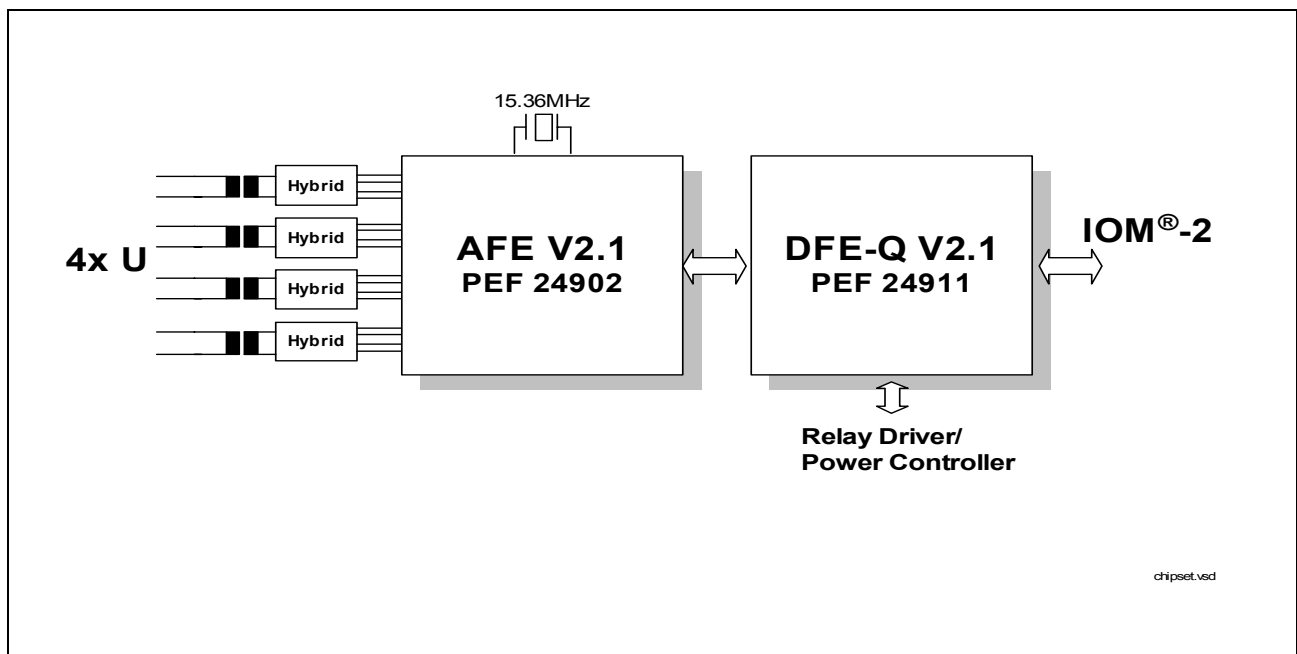 15.36MHz
Hybrid
Hybrid
Hybrid
Hybrid
4x U
AFE V2.1
PEF 24902
DFE-Q V2.1
PEF 24911
IOM®-2
Relay Driver/
Power Controller
chipset.vsd